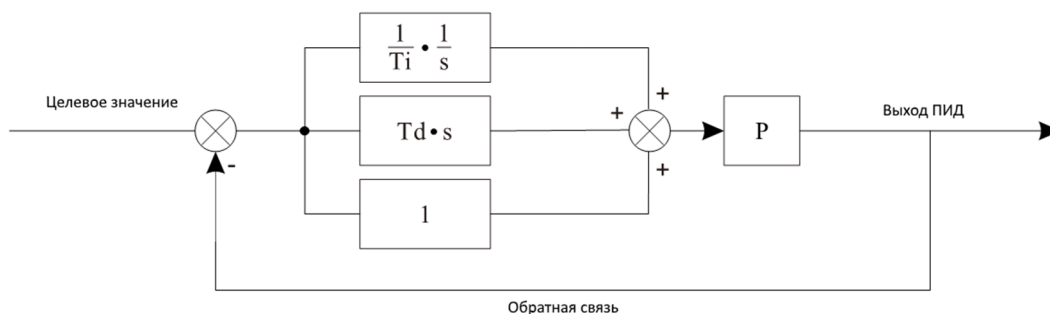 1/Ti • 1/s
Целевое значение
+
+
Td•s
P
Выход ПИД
-
+
1
Обратная связь